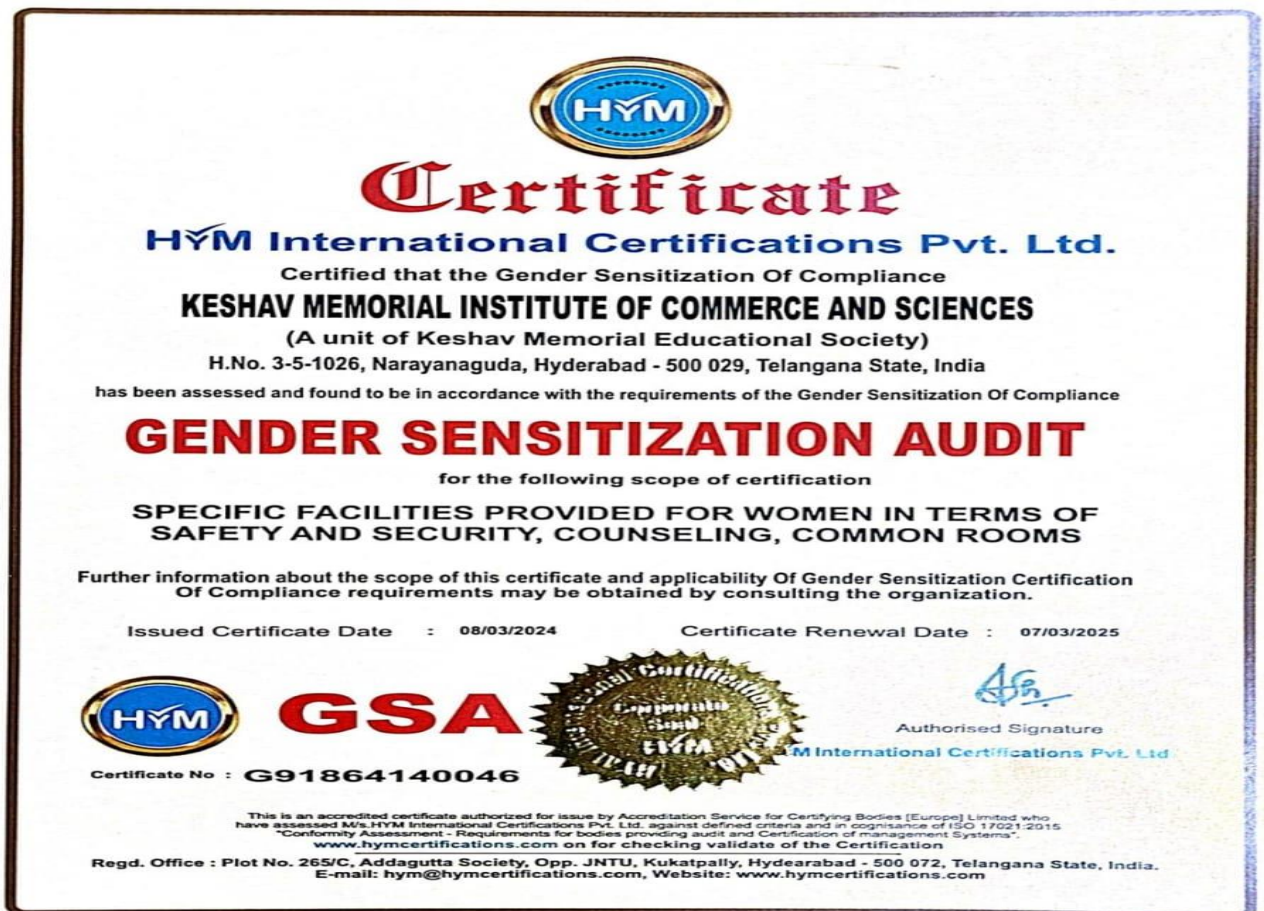 HYM
Certificate
HYM International Certifications Pvt. Ltd.
Certified that the Gender Sensitization Of Compliance
KESHAV MEMORIAL INSTITUTE OF COMMERCE AND SCIENCES
(A unit of Keshav Memorial Educational Society)
H.No. 3-5-1026, Narayanaguda, Hyderabad - 500 029, Telangana State, India
has been assessed and found to be in accordance with the requirements of the Gender Sensitization Of Compliance
GENDER SENSITIZATION AUDIT
for the following scope of certification
SPECIFIC FACILITIES PROVIDED FOR WOMEN IN TERMS OF
SAFETY AND SECURITY, COUNSELING, COMMON ROOMS
Further information about the scope of this certificate and applicability Of Gender Sensitization Certification
Of Compliance requirements may be obtained by consulting the organization.
Issued Certificate Date : 08/03/2024 Certificate Renewal Date : 07/03/2025
HYM GSA
Corporate
Seal
HYM
Authorised Signature
M International Certifications Pvt. Ltd
Certificate No : G91864140046
This is an accredited certificate authorized for issue by Accreditation Service for Certifying Bodies [Europe] Limited who
have assessed M/s.HYM International Certifications Pvt. Ltd. against defined criteria and in cognisance of ISO 17021:2015
"Conformity Assessment - Requirements for bodies providing audit and Certification of management Systems".
www.hymcertifications.com on for checking validate of the Certification
Regd. Office : Plot No. 265/C, Addagutta Society, Opp. JNTU, Kukatpally, Hydearabad - 500 072, Telangana State, India.
E-mail: hym@hymcertifications.com, Website: www.hymcertifications.com